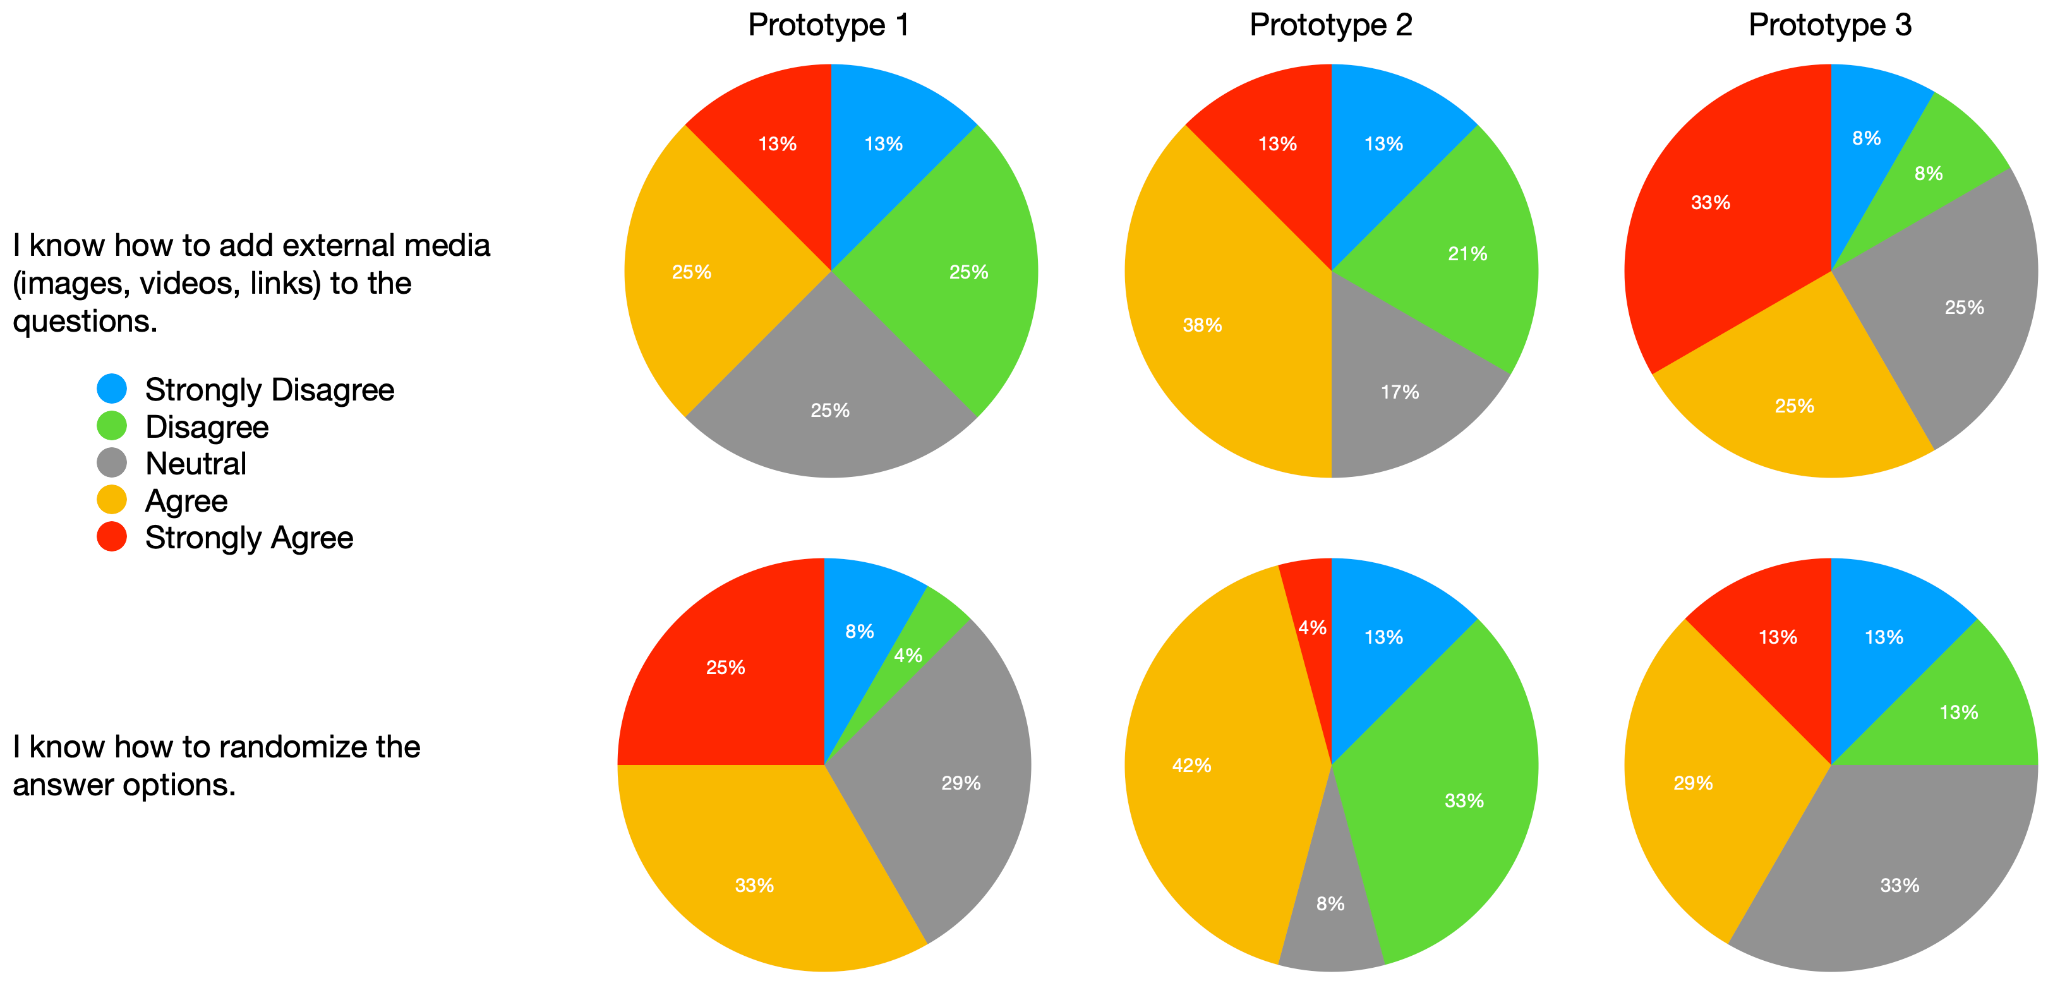 Prototype 1
Prototype 2
Prototype 3
13%
13%
25%
25%
25%
13%
13%
21%
17%
38%
8%
8%
25%
25%
33%
I know how to add external media
(images, videos, links) to the
questions.
Strongly Disagree
Disagree
Neutral
Agree
Strongly Agree
I know how to randomize the
answer options.
25%
8%
4%
29%
33%
4%
13%
33%
8%
42%
13%
13%
13%
33%
29%